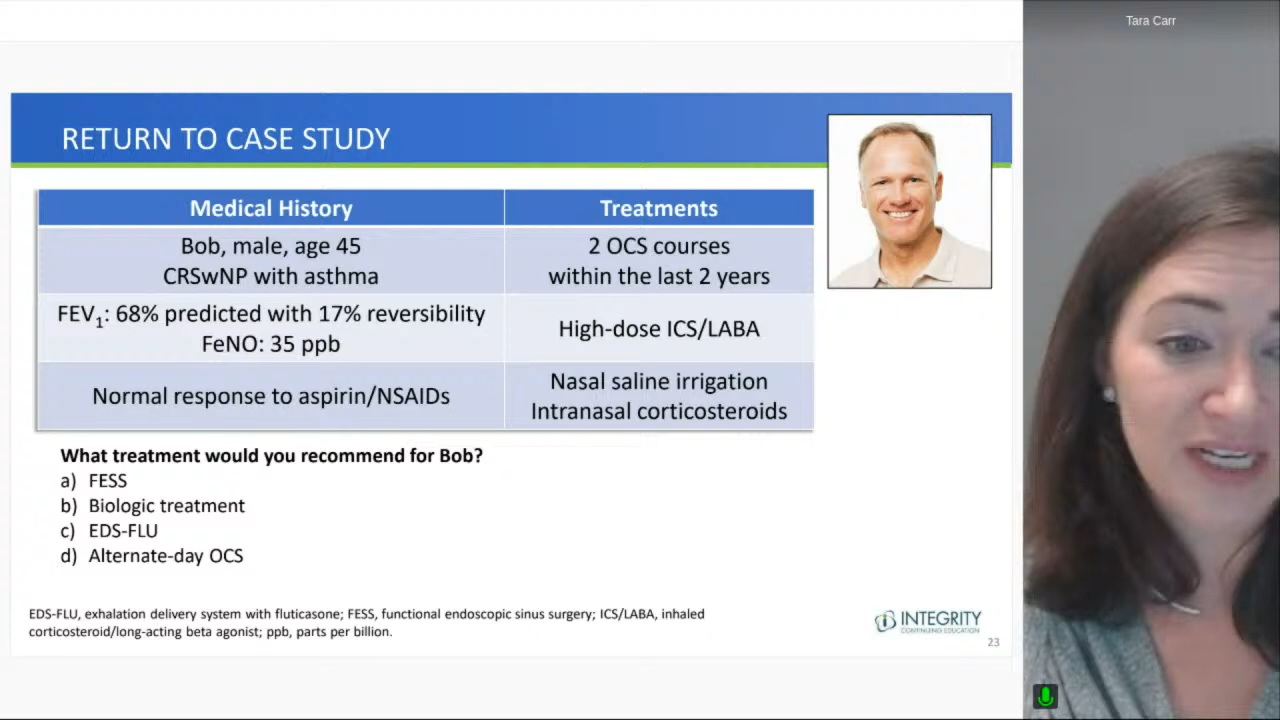 Tara Carr
RETURN TO CASE STUDY
Medical History
Treatments
Bob, male, age 45
CRSwNP with asthma
2 OCS courses
within the last 2 years
FEV1: 68% predicted with 17% reversibility
FeNO: 35 ppb
High-dose ICS/LABA
Normal response to aspirin/NSAIDs
Nasal saline irrigation
Intranasal corticosteroids
What treatment would you recommend for Bob?
a) FESS
b) Biologic treatment
c) EDS-FLU
d) Alternate-day OCS
EDS-FLU, exhalation delivery system with fluticasone; FESS, functional endoscopic sinus surgery; ICS/LABA, inhaled
corticosteroid/long-acting beta agonist; ppb, parts per billion.
INTEGRITY
CONTINUING EDUCATION
23